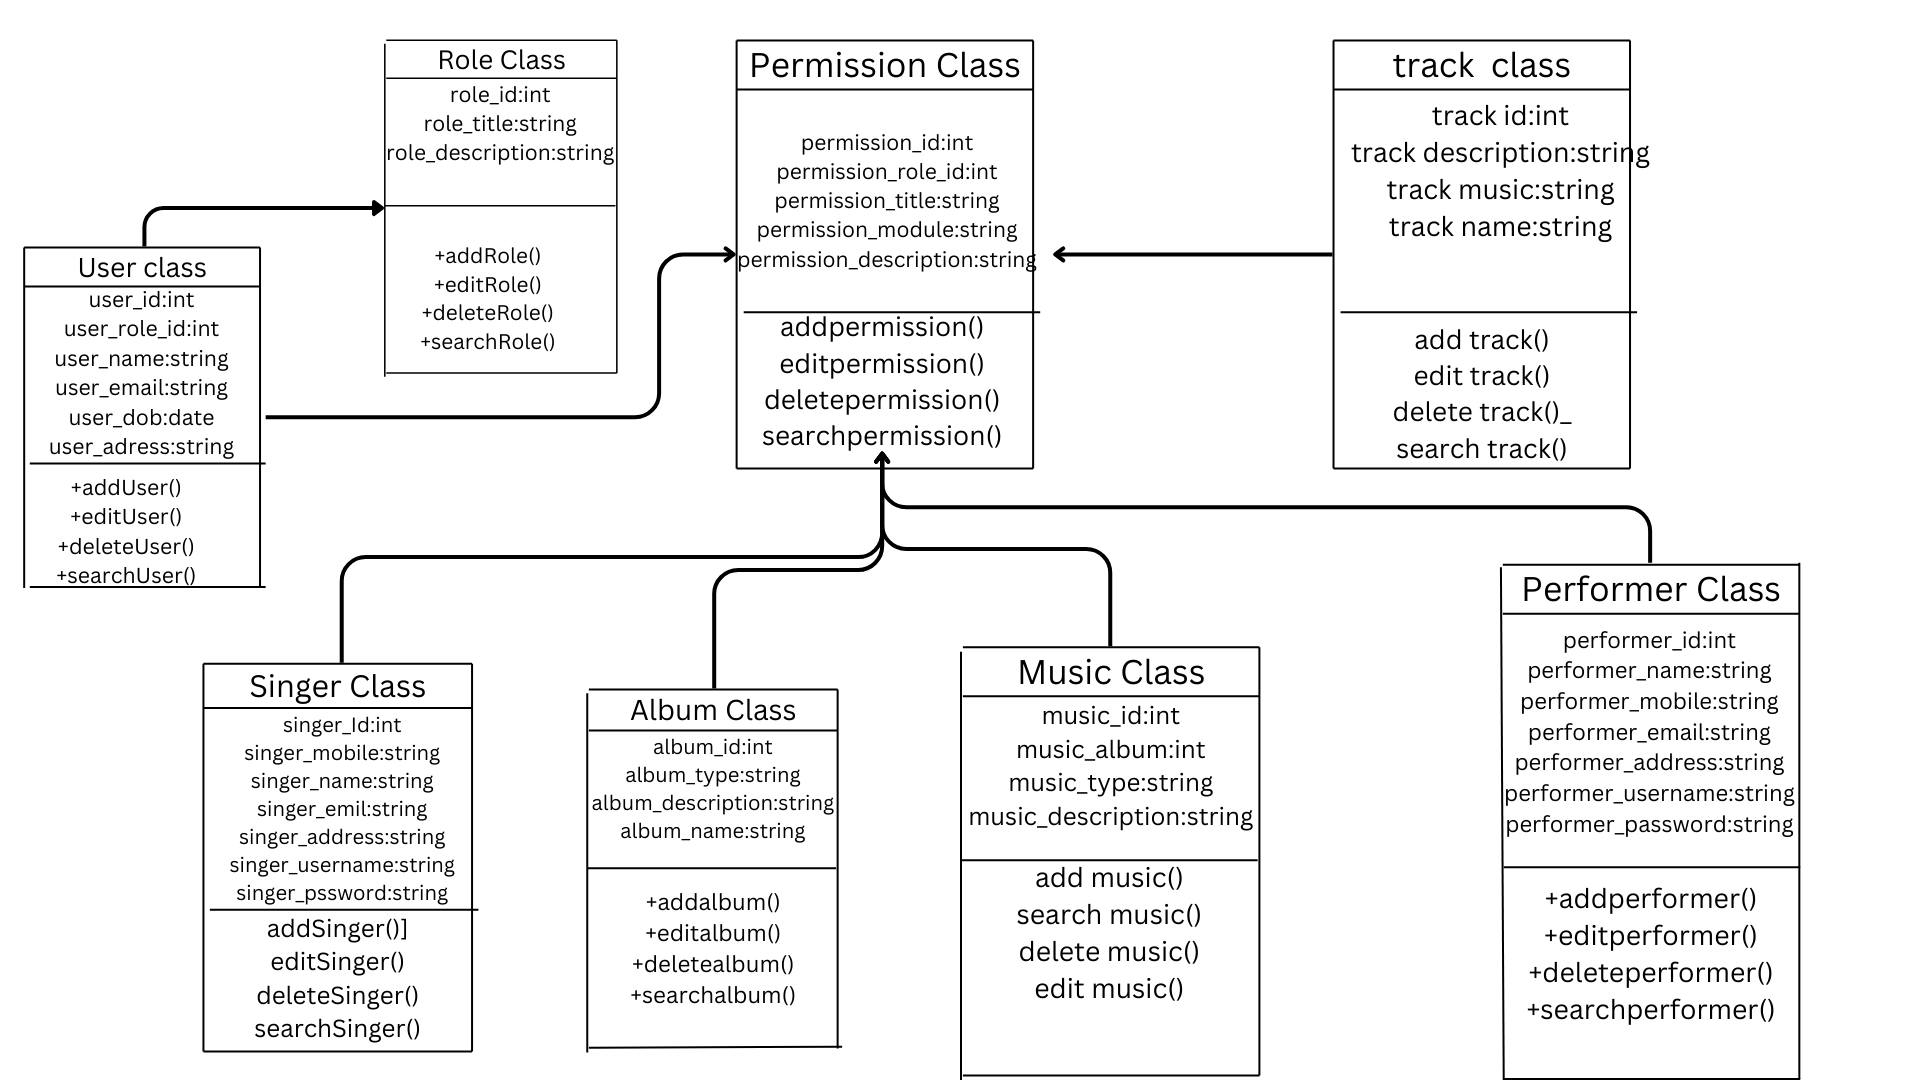 Role Class
role_id:int
role_title:string
role_description:string
+addRole()
+editRole()
+deleteRole()
+searchRole()
Permission Class
permission_id:int
permission_role_id:int
permission_title:string
permission_module:string
permission_description:string
addpermission()
editpermission()
deletepermission()
searchpermission()
track class
track id:int
track description:string
track music:string
track name:string
add track()
edit track()
delete track()_
search track()
User class
user_id:int
user_role_id:int
user_name:string
user_email:string
user_dob:date
user_adress:string
+addUser()
+editUser()
+deleteUser()
+searchUser()
Singer Class
singer_Id:int
singer_mobile:string
singer_name:string
singer_emil:string
singer_address:string
singer_username:string
singer_pssword:string
addSinger()]
editSinger()
deleteSinger()
searchSinger()
Album Class
album_id:int
album_type:string
album_description:string
album_name:string
+addalbum()
+editalbum()
+deletealbum()
+searchalbum()
Music Class
music_id:int
music_album:int
music_type:string
music_description:string
add music()
search music()
delete music()
edit music()
Performer Class
performer_id:int
performer_name:string
performer_mobile:string
performer_email:string
performer_address:string
performer_username:string
performer_password:string
+addperformer()
+editperformer()
+deleteperformer()
+searchperformer()